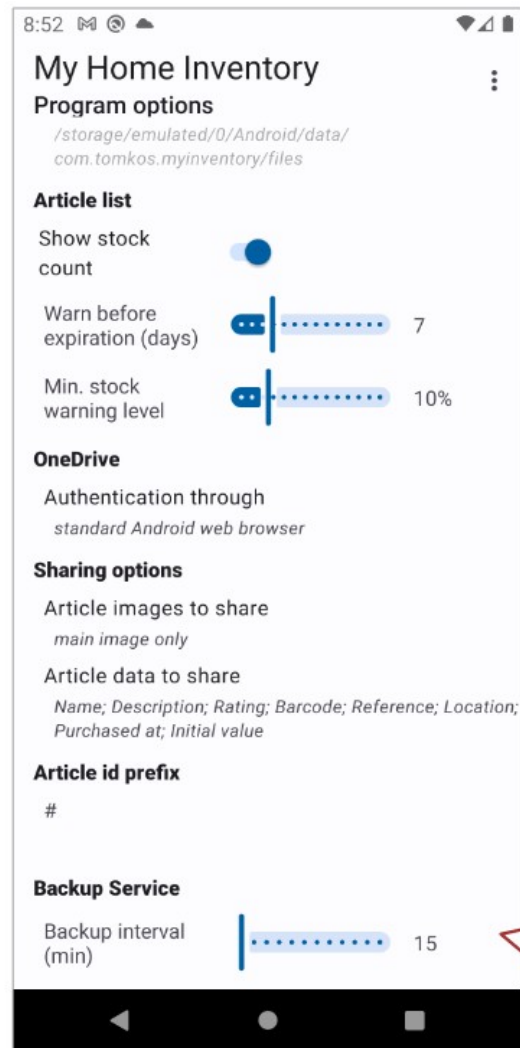 8:52
My Home Inventory
Program options
/storage/emulated/0/Android/data/
com.tomkos.myinventory/files
Article list
Show stock
count
Warn before
expiration (days)
7
Min. stock
warning level
10%
OneDrive
Authentication through
standard Android web browser
Sharing options
Article images to share
main image only
Article data to share
Name; Description; Rating; Barcode; Reference; Location;
Purchased at; Initial value
Article id prefix
#
Backup Service
Backup interval
(min)
15